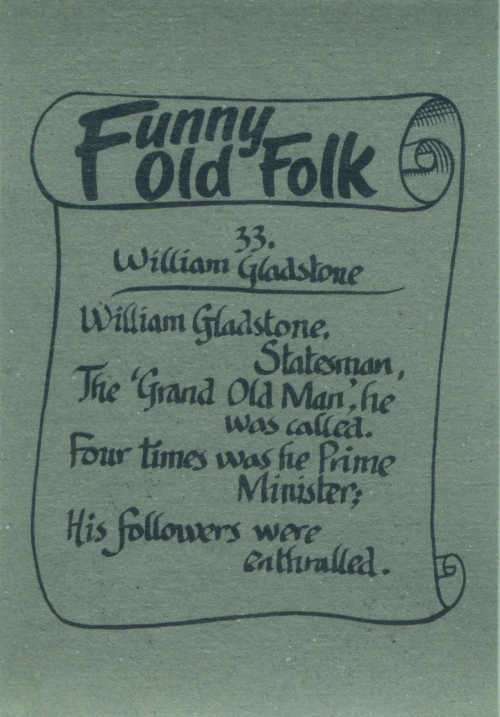 Funny
Old Folk
33.
William Gladstone
William Gladstone,
Statesman,
The 'Grand Old Man', he
was called.
Four times was he Prime
Minister;
His followers were
enthralled.